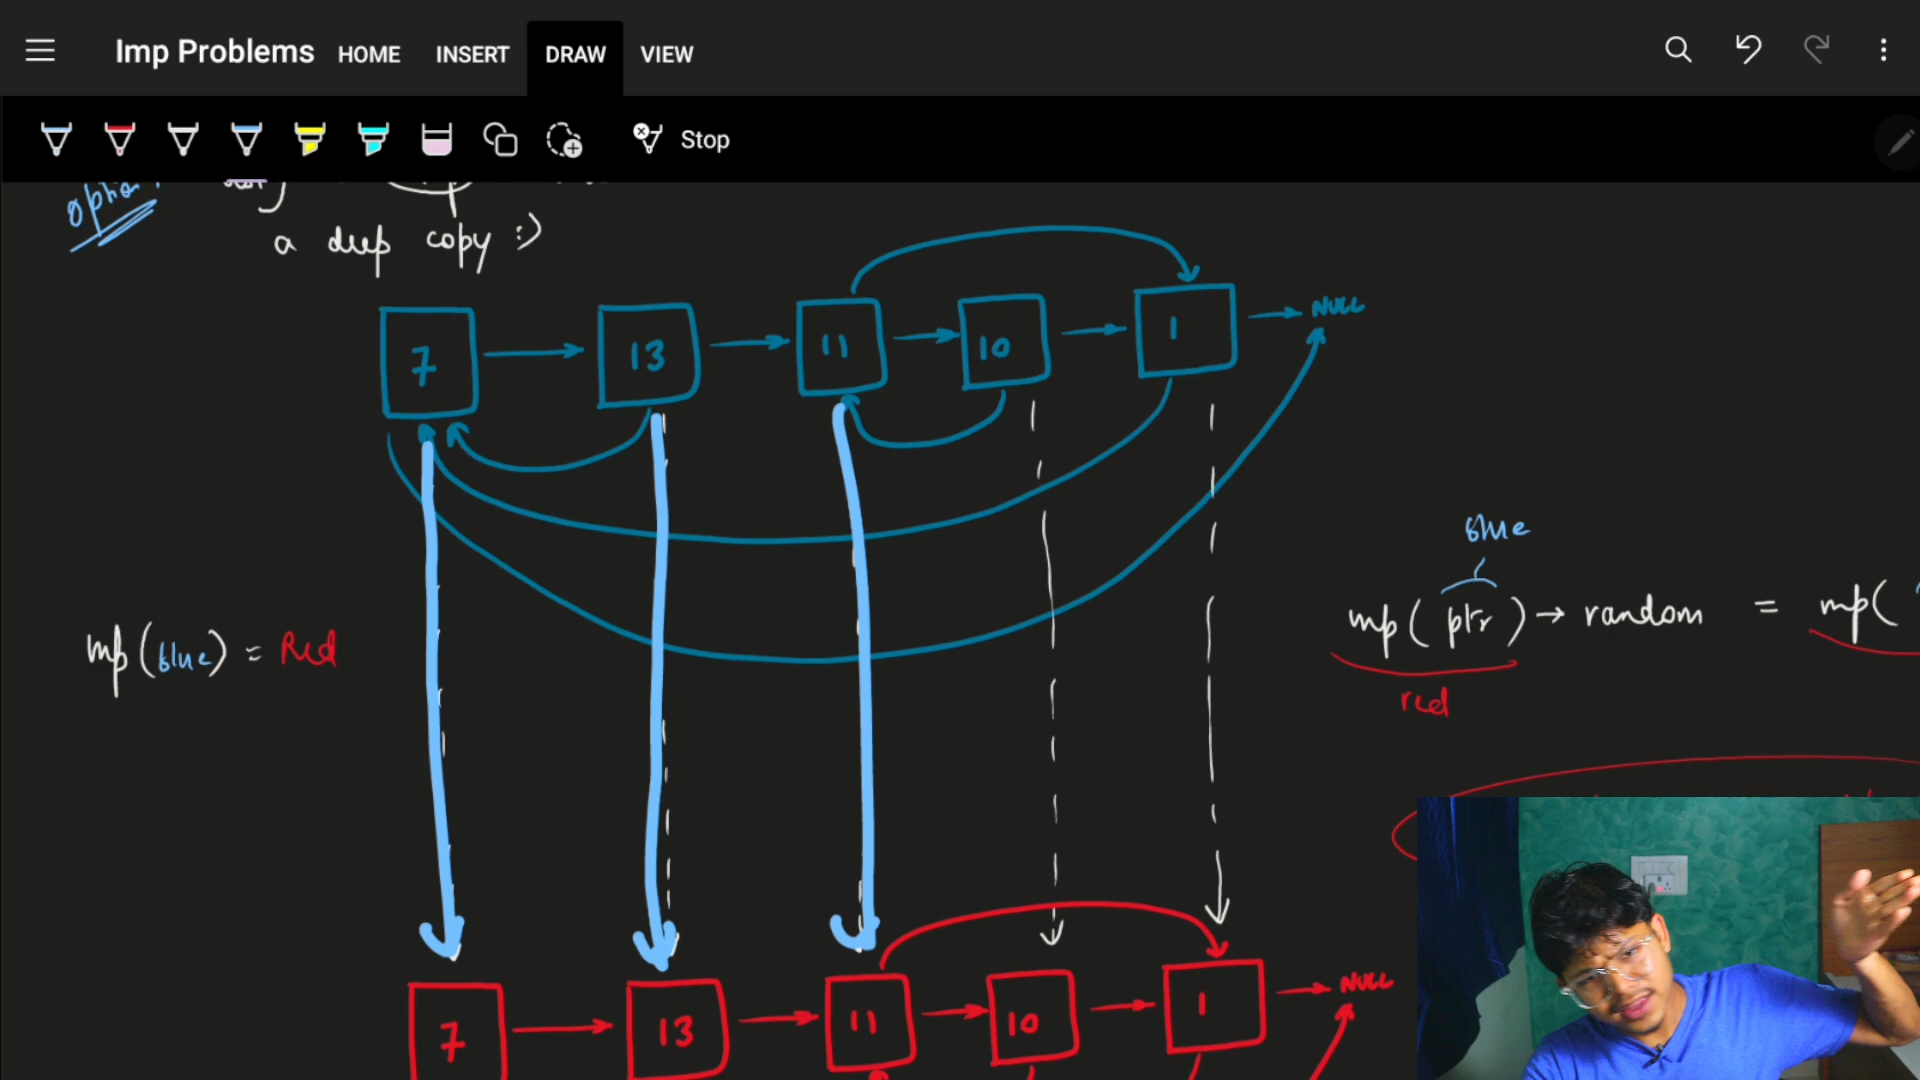 Imp Problems HOME INSERT DRAW VIEW
Stop
a deep copy :)
7 → 13 → 11 → 10 → 1 → NULL
blue
mp(ptr) → random = mp(
mp(blue) = Red
red
7 → 13 → 11 → 10 → 1 → NULL